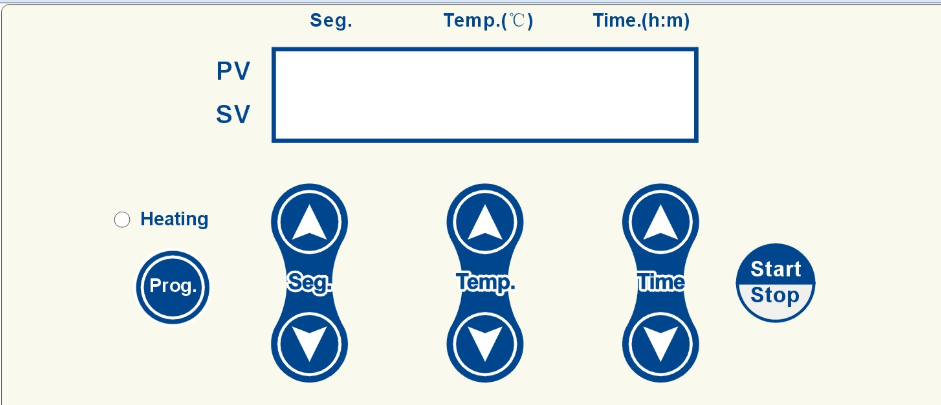 Seg. Temp.(℃) Time.(h:m)
PV
SV
Heating
Prog. Seg. Temp. Time Start
Stop